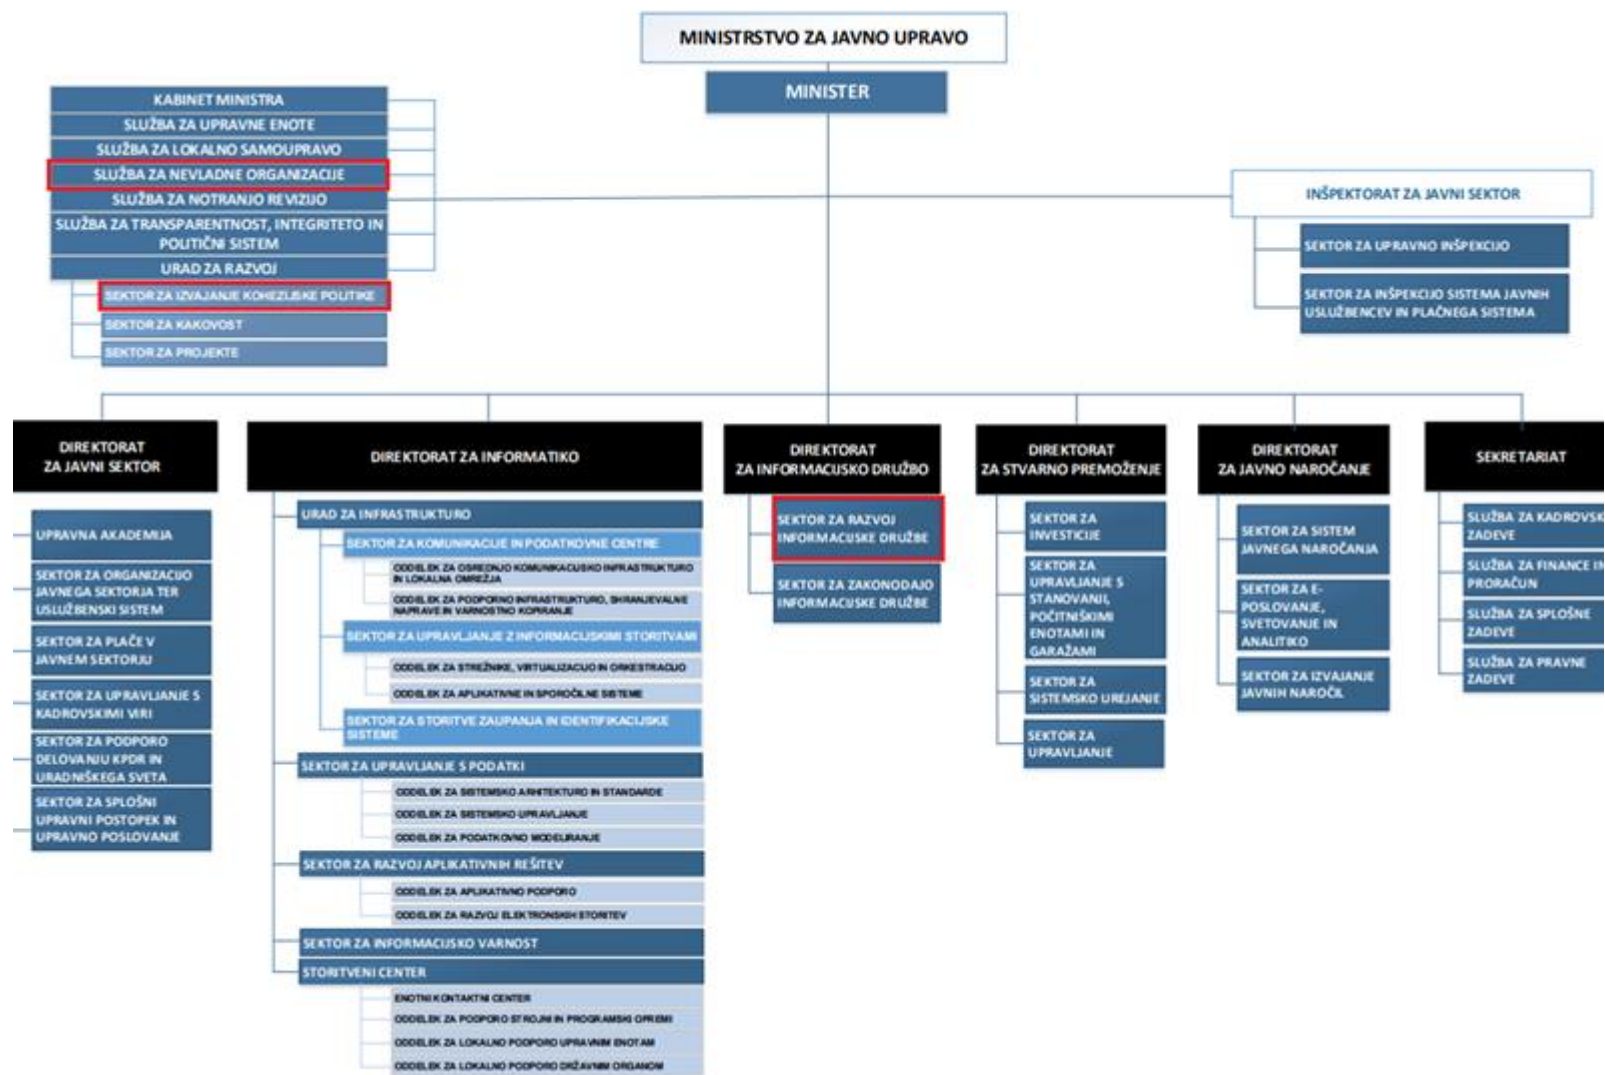 MINISTRSTVO ZA JAVNO UPRAVO
MINISTER
KABINET MINISTRA
SLUŽBA ZA UPRAVNE ENOTE
SLUŽBA ZA LOKALNO SAMOUPRAVO
SLUŽBA ZA NEVLADNE ORGANIZACIJE
SLUŽBA ZA NOTRANJO REVIZIJO
SLUŽBA ZA TRANSPARENTNOST, INTEGRITETO IN
POLITIČNI SISTEM
URAD ZA RAZVOJ
SEKTOR ZA IZVAJANJE KOHEZIJSKE POLITIKE
SEKTOR ZA KAKOVOST
SEKTOR ZA PROJEKTE
INŠPEKTORAT ZA JAVNI SEKTOR
SEKTOR ZA UPRAVNO INŠPEKCIJO
SEKTOR ZA INŠPEKCIJO SISTEMA JAVNIH
USLUŽBENCEV IN PLAČNEGA SISTEMA
DIREKTORAT
ZA JAVNI SEKTOR
UPRAVNA AKADEMIJA
SEKTOR ZA ORGANIZACIJO
JAVNEGA SEKTORJA TER
USLUŽBENSKI SISTEM
SEKTOR ZA PLAČE V
JAVNEM SEKTORJU
SEKTOR ZA UPRAVLJANJE S
KADROVSKIMI VIRI
SEKTOR ZA PODPORO
DELOVANJU KPDR IN
URADNIŠKEGA SVETA
SEKTOR ZA SPLOŠNI
UPRAVNI POSTOPEK IN
UPRAVNO POSLOVANJE
DIREKTORAT ZA INFORMATIKO
URAD ZA INFRASTRUKTURO
SEKTOR ZA KOMUNIKACIJE IN PODATKOVNE CENTRE
ODDELEK ZA OSREDNJO KOMUNIKACIJSKO INFRASTRUKTURO
IN LOKALNA OMREŽJA
ODDELEK ZA PODPORNO INFRASTRUKTURO, SHRANJEVALNE
NAPRAVE IN VARNOSTNO KOPIRANJE
SEKTOR ZA UPRAVLJANJE Z INFORMACIJSKIMI STORITVAMI
ODDELEK ZA STREŽNIKE, VIRTUALIZACIJO IN ORKESTRACIJO
ODDELEK ZA APLIKATIVNE IN SPOROČILNE SISTEME
SEKTOR ZA STORITVE ZAUPANJA IN IDENTIFIKACIJSKE
SISTEME
SEKTOR ZA UPRAVLJANJE S PODATKI
ODDELEK ZA SISTEMSKO ARHITEKTURO IN STANDARDE
ODDELEK ZA SISTEMSKO UPRAVLJANJE
ODDELEK ZA PODATKOVNO MODELIRANJE
SEKTOR ZA RAZVOJ APLIKATIVNIH REŠITEV
ODDELEK ZA APLIKATIVNO PODPORO
ODDELEK ZA RAZVOJ ELEKTRONSKIH STORITEV
SEKTOR ZA INFORMACIJSKO VARNOST
STORITVENI CENTER
ENOTNI KONTAKTNI CENTER
ODDELEK ZA PODPORO STROJNI IN PROGRAMSKI OPREMI
ODDELEK ZA LOKALNO PODPORO UPRAVNIM ENOTAM
ODDELEK ZA LOKALNO PODPORO DRŽAVNIM ORGANOM
DIREKTORAT
ZA INFORMACIJSKO DRUŽBO
SEKTOR ZA RAZVOJ
INFORMACIJSKE DRUŽBE
SEKTOR ZA ZAKONODAJO
INFORMACIJSKE DRUŽBE
DIREKTORAT
ZA STVARNO PREMOŽENJE
SEKTOR ZA
INVESTICIJE
SEKTOR ZA
UPRAVLJANJE S
STANOVANJI,
POČITNIŠKIMI
ENOTAMI IN
GARAŽAMI
SEKTOR ZA
SISTEMSKO UREJANJE
SEKTOR ZA
UPRAVLJANJE
DIREKTORAT
ZA JAVNO NAROČANJE
SEKTOR ZA SISTEM
JAVNEGA NAROČANJA
SEKTOR ZA E-
POSLOVANJE,
SVETOVANJE IN
ANALITIKO
SEKTOR ZA IZVAJANJE
JAVNIH NAROČIL
SEKRETARIAT
SLUŽBA ZA KADROVSK
ZADEVE
SLUŽBA ZA FINANCE IN
PRORAČUN
SLUŽBA ZA SPLOŠNE
ZADEVE
SLUŽBA ZA PRAVNE
ZADEVE